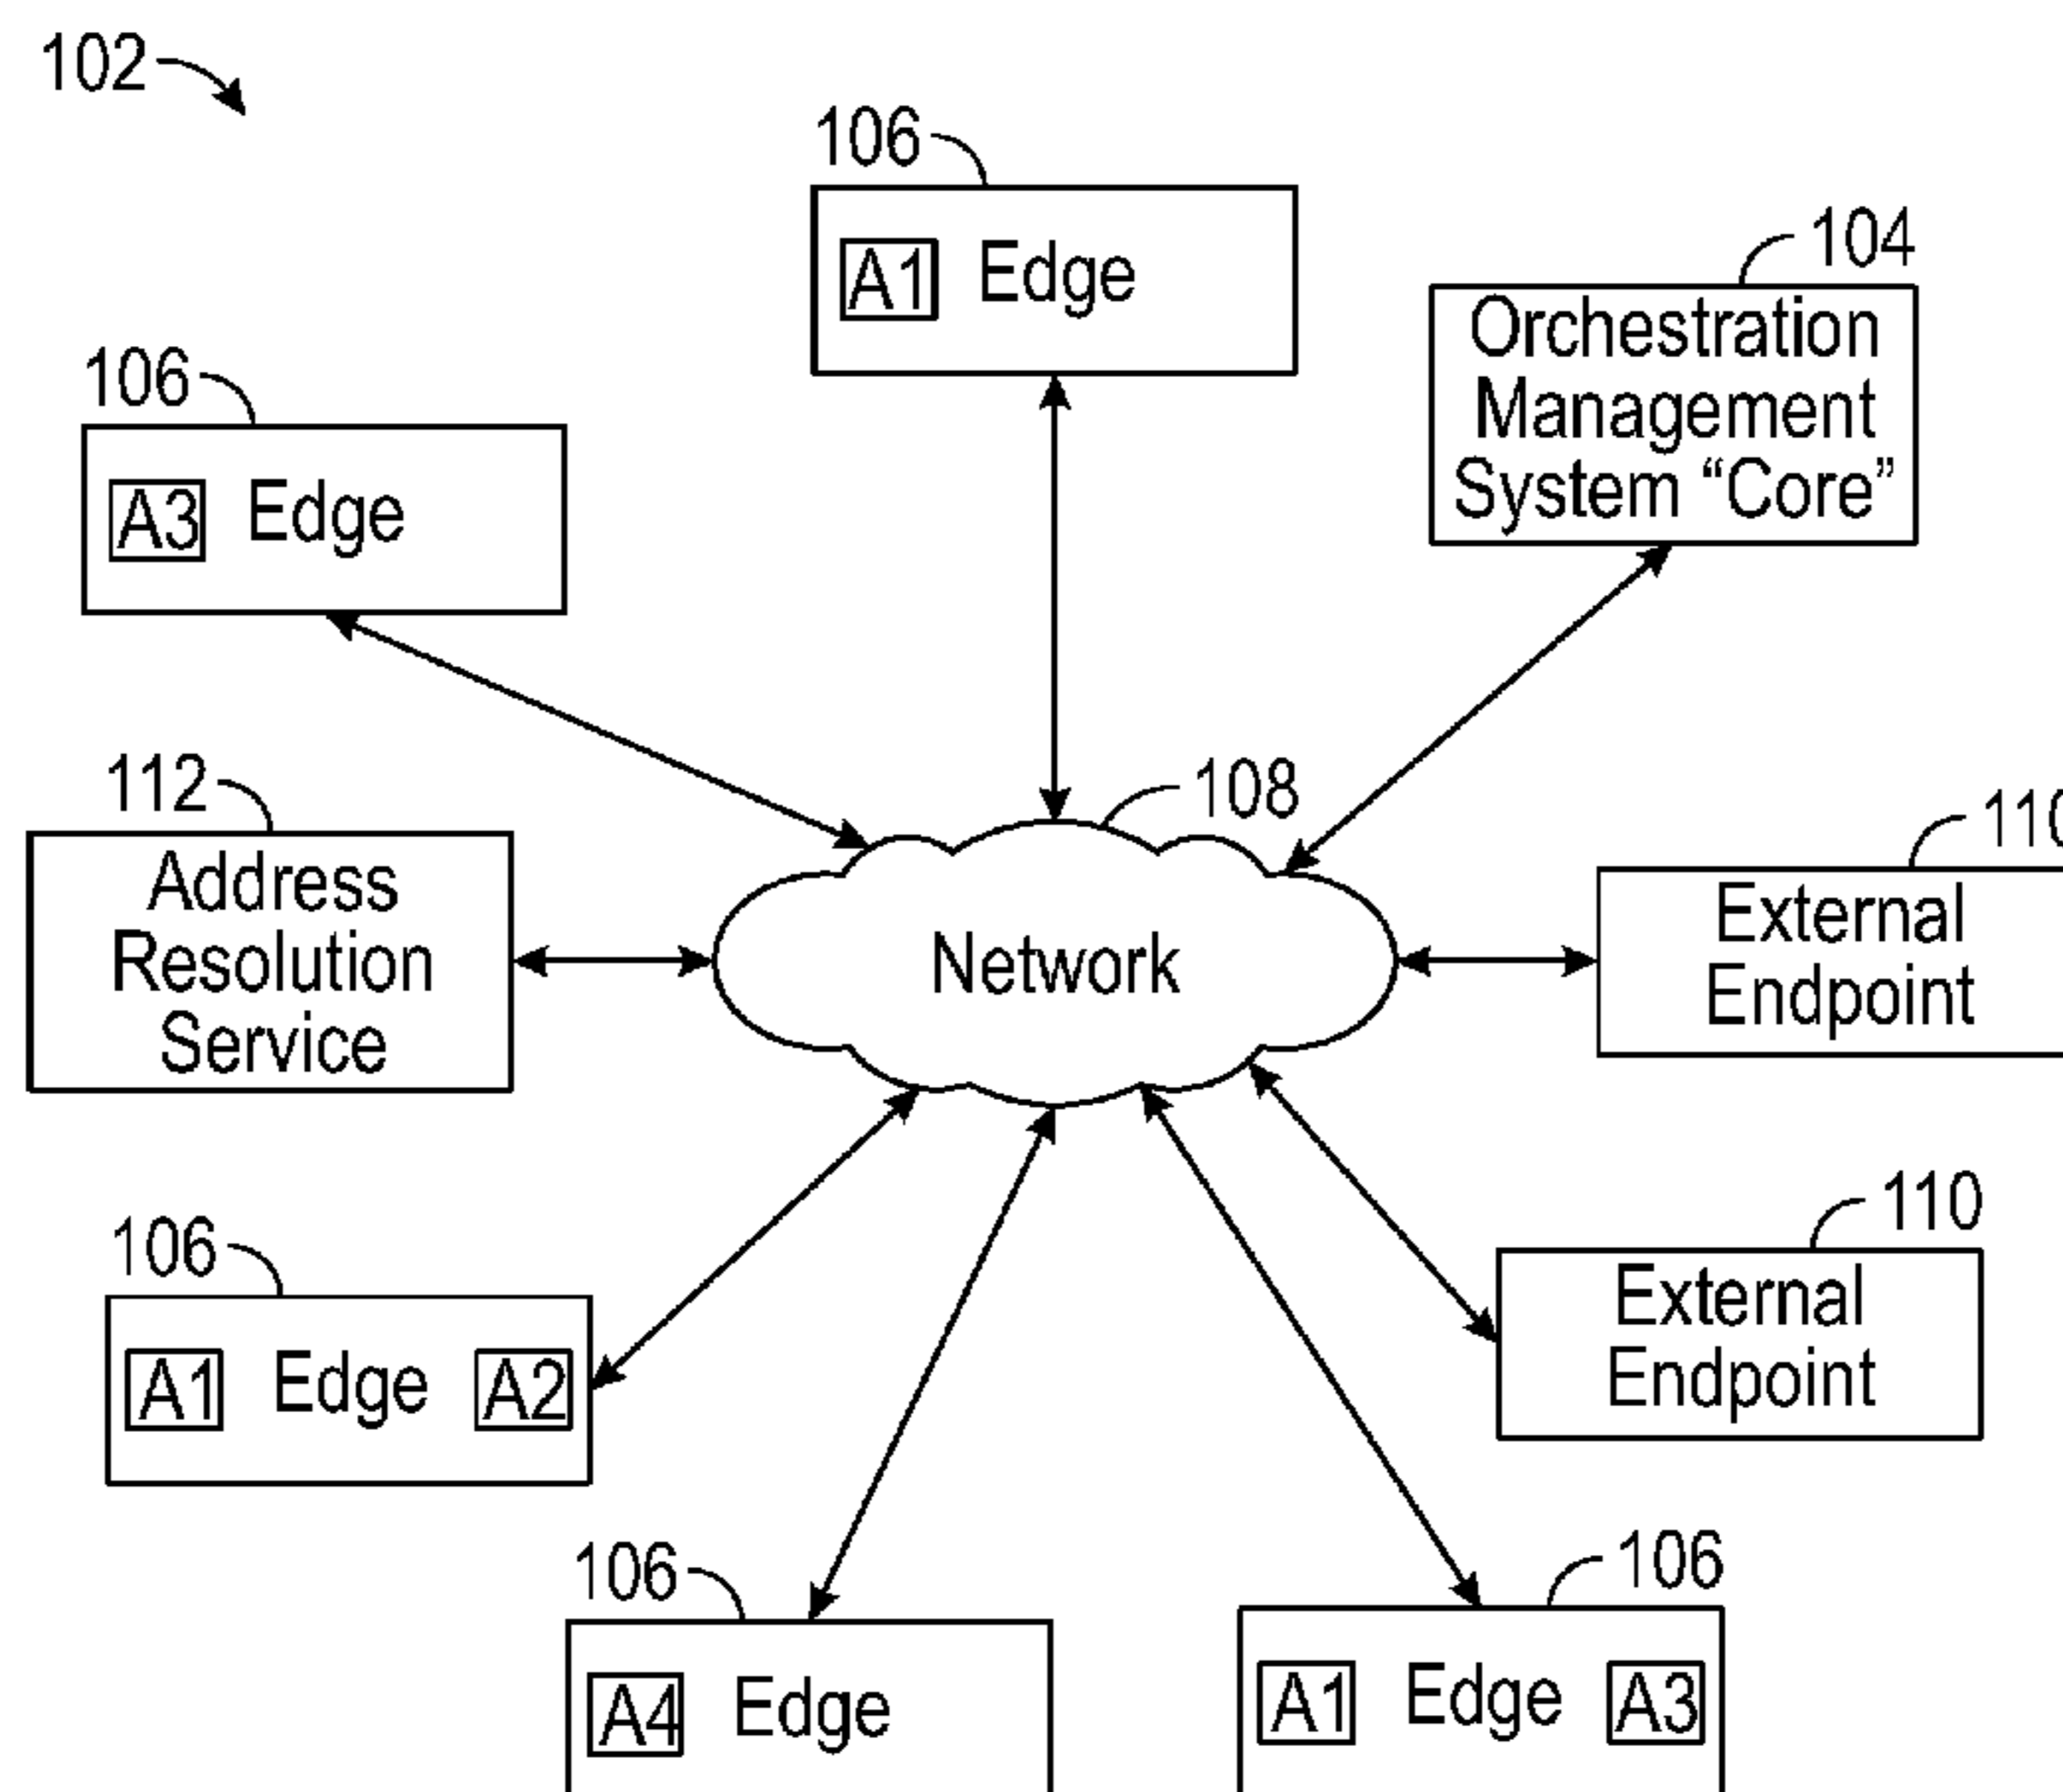 102
106
A1 Edge
104
Orchestration
Management
System “Core”
106
A3 Edge
112
Address
Resolution
Service
108
Network
110
External
Endpoint
106
A1 Edge A2
110
External
Endpoint
106
A4 Edge
106
A1 Edge A3